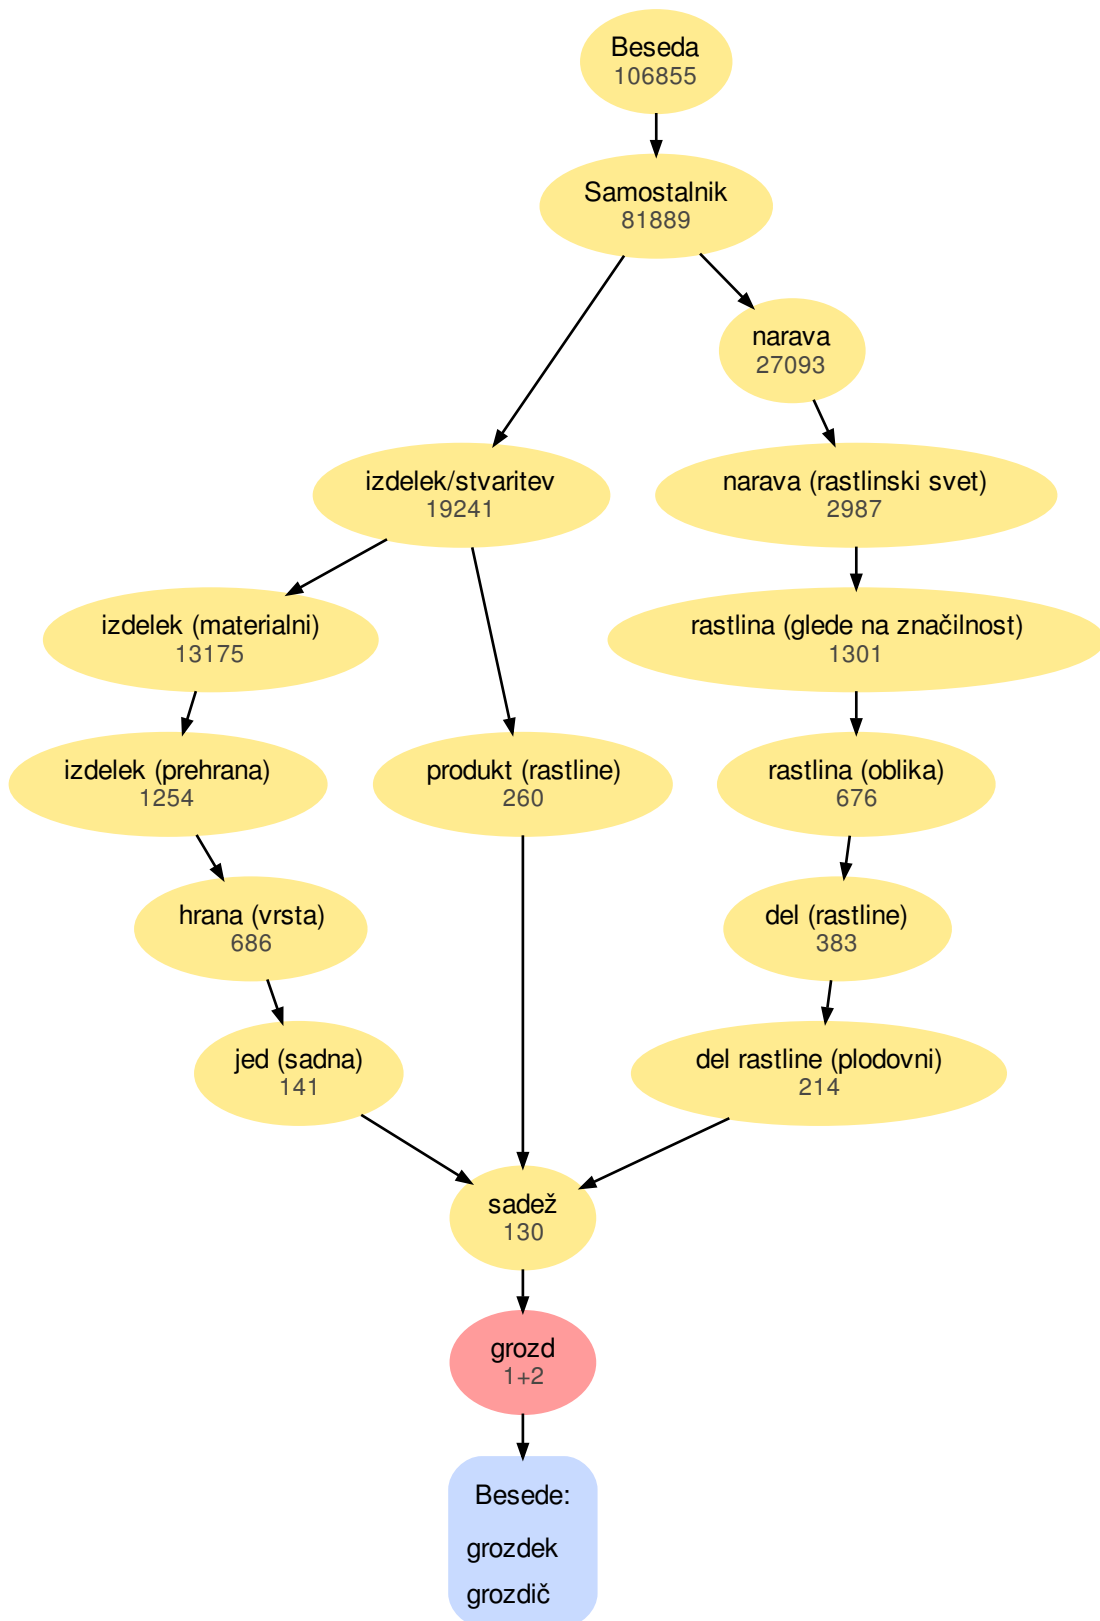 Beseda
106855
Samostalnik
81889
narava
27093
izdelek/stvaritev
19241
narava (rastlinski svet)
2987
izdelek (materialni)
13175
rastlina (glede na značilnost)
1301
izdelek (prehrana)
1254
produkt (rastline)
260
rastlina (oblika)
676
hrana (vrsta)
686
del (rastline)
383
jed (sadna)
141
del rastline (plodovni)
214
sadež
130
grozd
1+2
Besede:
grozdek
grozdič